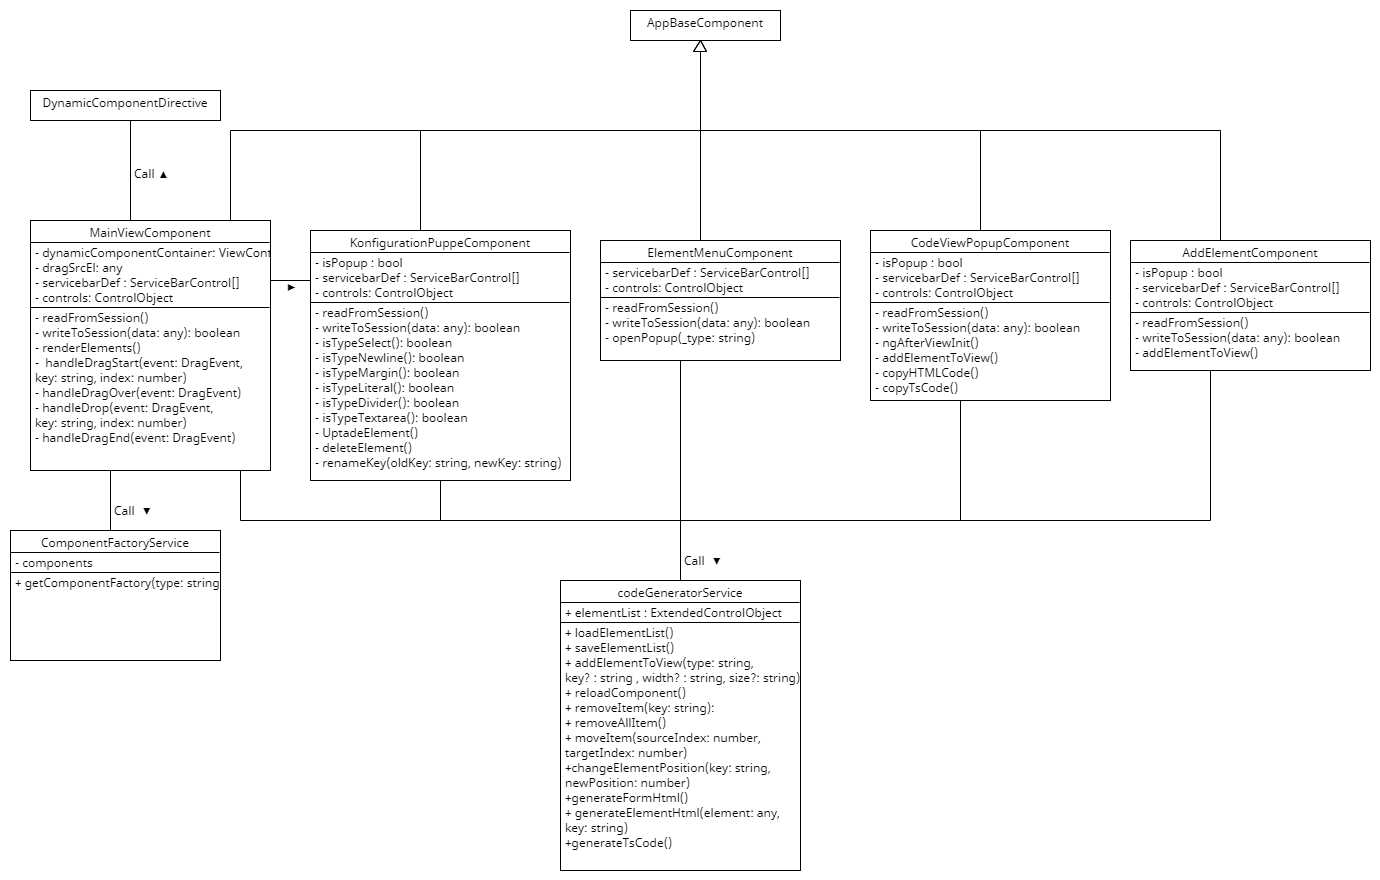 AppBaseComponent
DynamicComponentDirective
Call ▲
MainViewComponent
- dynamicComponentContainer: ViewCont
- dragSrcEl: any
- servicebarDef : ServiceBarControl[]
- controls: ControlObject
- readFromSession()
- writeToSession(data: any): boolean
- renderElements()
- handleDragStart(event: DragEvent,
key: string, index: number)
- handleDragOver(event: DragEvent)
- handleDrop(event: DragEvent,
key: string, index: number)
- handleDragEnd(event: DragEvent)
KonfigurationPuppeComponent
- isPopup : bool
- servicebarDef : ServiceBarControl[]
- controls: ControlObject
- readFromSession()
- writeToSession(data: any): boolean
- isTypeSelect(): boolean
- isTypeNewline(): boolean
- isTypeMargin(): boolean
- isTypeLiteral(): boolean
- isTypeDivider(): boolean
- isTypeTextarea(): boolean
- UptadeElement()
- deleteElement()
- renameKey(oldKey: string, newKey: string)
ElementMenuComponent
- servicebarDef : ServiceBarControl[]
- controls: ControlObject
- readFromSession()
- writeToSession(data: any): boolean
- openPopup(_type: string)
CodeViewPopupComponent
- isPopup : bool
- servicebarDef : ServiceBarControl[]
- controls: ControlObject
- readFromSession()
- writeToSession(data: any): boolean
- ngAfterViewInit()
- addElementToView()
- copyHTMLCode()
- copyTsCode()
AddElementComponent
- isPopup : bool
- servicebarDef : ServiceBarControl[]
- controls: ControlObject
- readFromSession()
- writeToSession(data: any): boolean
- addElementToView()
Call ▼
ComponentFactoryService
- components
+ getComponentFactory(type: string
Call ▼
codeGeneratorService
+ elementList : ExtendedControlObject
+ loadElementList()
+ saveElementList()
+ addElementToView(type: string,
key? : string , width? : string, size?: string)
+ reloadComponent()
+ removeItem(key: string):
+ removeAllItem()
+ moveItem(sourceIndex: number,
targetIndex: number)
+changeElementPosition(key: string,
newPosition: number)
+generateFormHtml()
+ generateElementHtml(element: any,
key: string)
+generateTsCode()